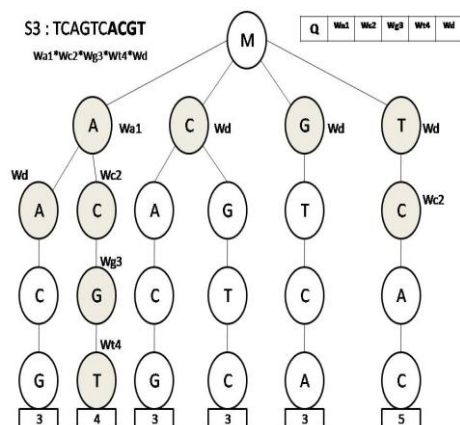 S3 : TCAGTCACGT
Q Wa1 Wc2 Wg3 Wt4 Wd
Wa1*Wc2*Wg3*Wt4*Wd
M
A Wa1 C Wd G Wd T Wd
Wd Wc2
A C A G T C Wc2
Wg3
C G C T C A
Wt4
G T G C A C
3 4 3 3 3 5